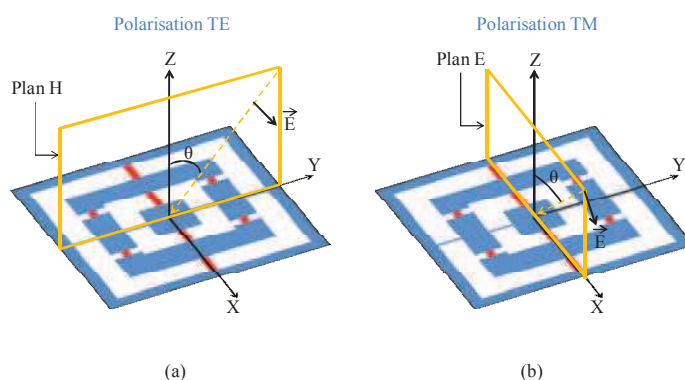 Polarisation TE
Z
Plan H
E
θ
Y
X
(a)
Polarisation TM
Z
Plan E
θ
Y
E
X
(b)